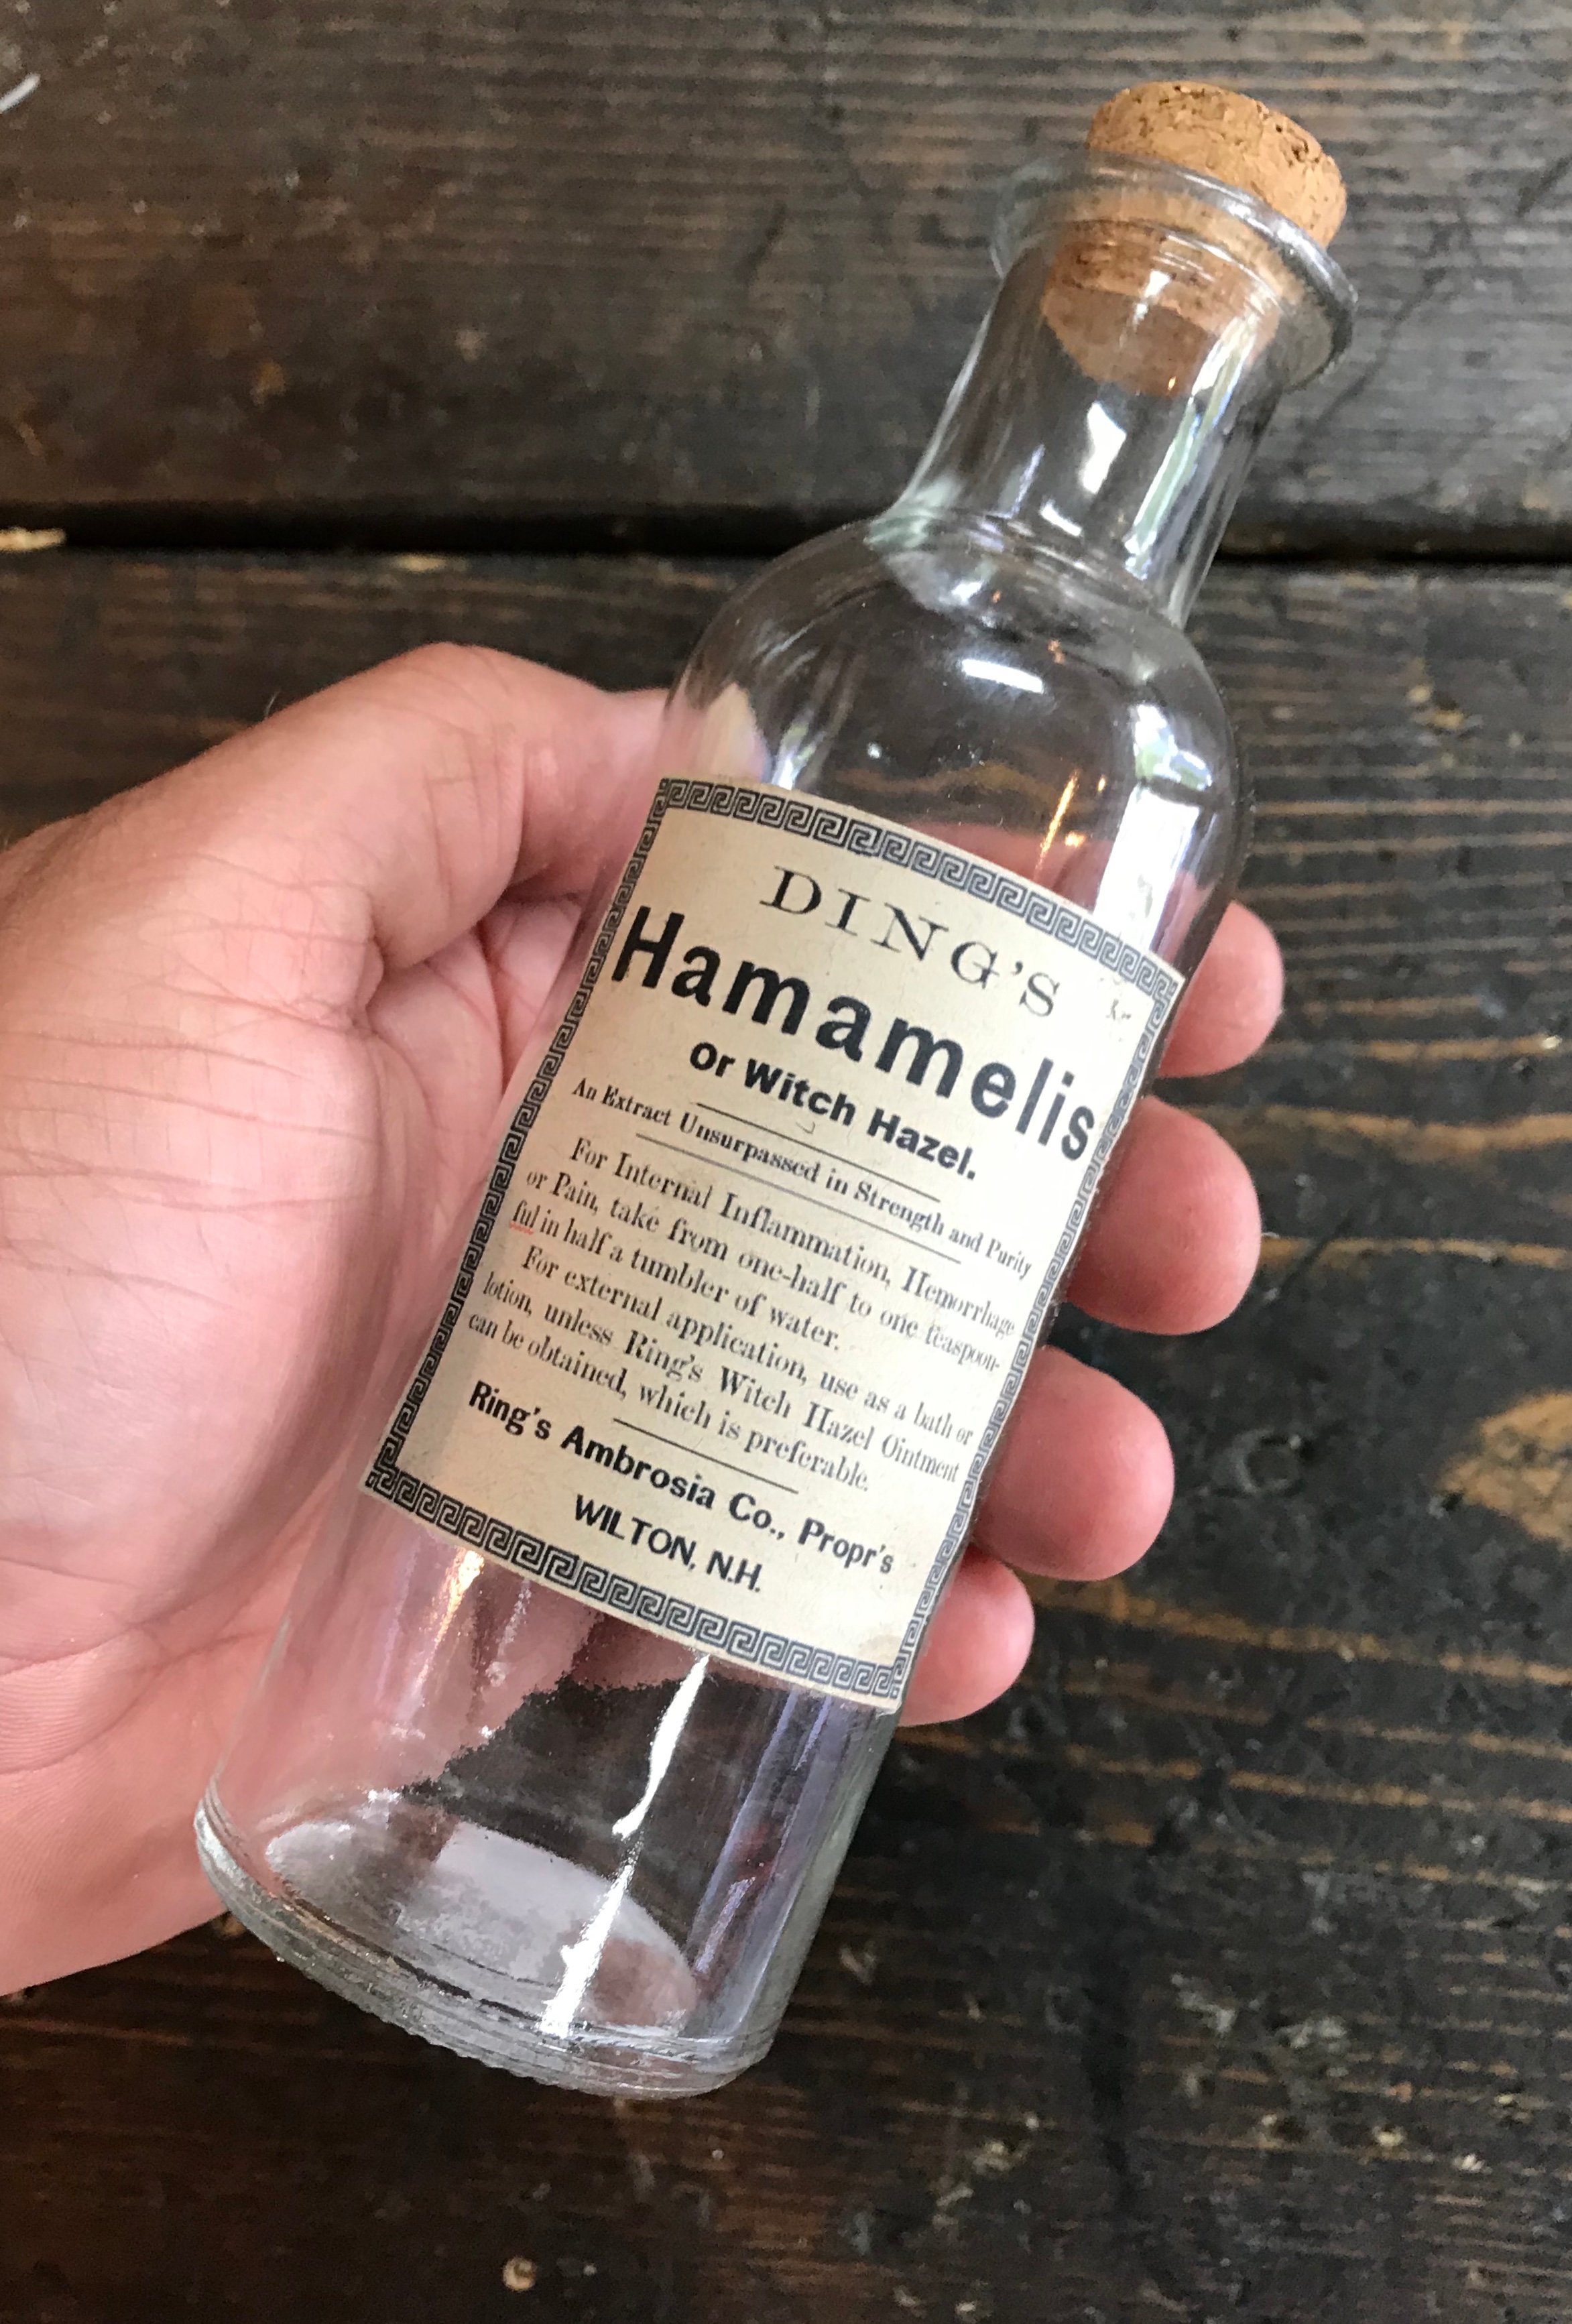 DING'S
Hamamelis
Or Witch Hazel.
An Extract Unsurpassed in Strength and Purity
For Internal Inflammation, Hemorrhage
or Pain, take from one-half to one teaspoon-
ful in half a tumbler of water.
For external application, use as a bath or
lotion, unless Ring's Witch Hazel Ointment
can be obtained, which is preferable.
Ring's Ambrosia Co., Propr's
WILTON, N.H.